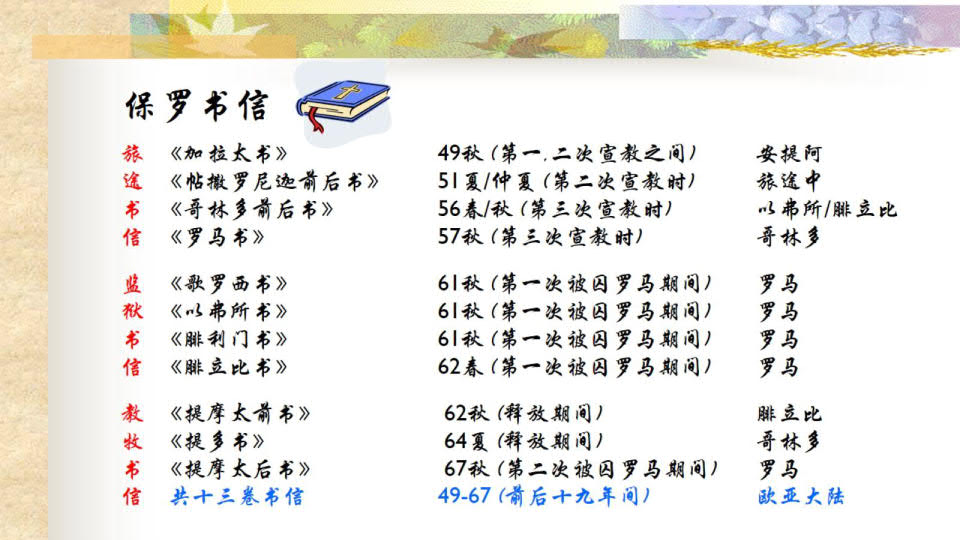 保罗书信
旅 《加拉太书》 49秋 (第一.二次宣教之间) 安提阿
途 《帖撒罗尼迦前后书》 51夏/仲夏 (第二次宣教时) 旅途中
书 《哥林多前后书》 56春/秋 (第三次宣教时) 以弗所/腓立比
信 《罗马书》 57秋 (第三次宣教时) 哥林多
监 《歌罗西书》 61秋 (第一次被囚罗马期间) 罗马
狱 《以弗所书》 61秋 (第一次被囚罗马期间) 罗马
书 《腓利门书》 61秋 (第一次被囚罗马期间) 罗马
信 《腓立比书》 62春 (第一次被囚罗马期间) 罗马
教 《提摩太前书》 62秋 (释放期间) 腓立比
牧 《提多书》 64夏 (释放期间) 哥林多
书 《提摩太后书》 67秋 (第二次被囚罗马期间) 罗马
信 共十三卷书信 49-67 (前后十九年间) 欧亚大陆